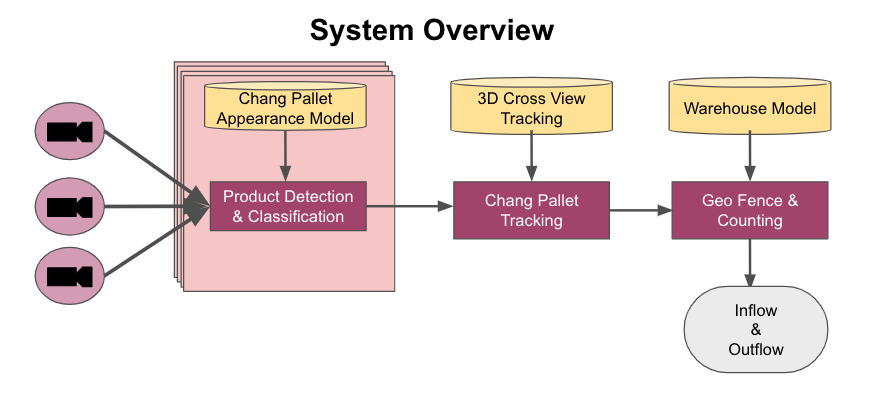 System Overview
Chang Pallet
Appearance Model
3D Cross View
Tracking
Warehouse Model
Product Detection
& Classification
Chang Pallet
Tracking
Geo Fence &
Counting
Inflow
&
Outflow